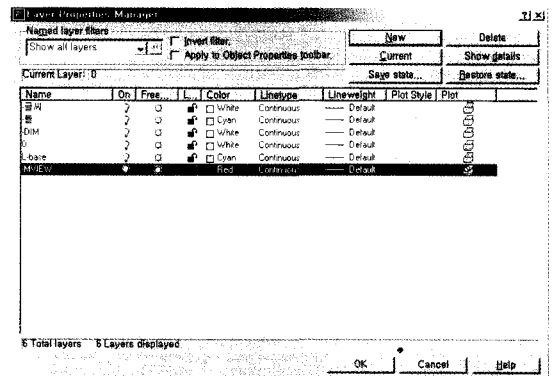 Layer Properties Manager
Named layer filters
Show all layers
Invert filter
Apply to Object Properties toolbar
New
Delete
Current
Show details
Save state...
Restore state...
Current Layer: 0
Name On Free... L... Color Linetype Lineweight Plot Style Plot
글씨 White Continuous Default
틀 Cyan Continuous Default
DIM White Continuous Default
0 White Continuous Default
L-base Cyan Continuous Default
MVIEW Red Continuous Default
6 Total layers 6 Layers displayed
OK Cancel Help